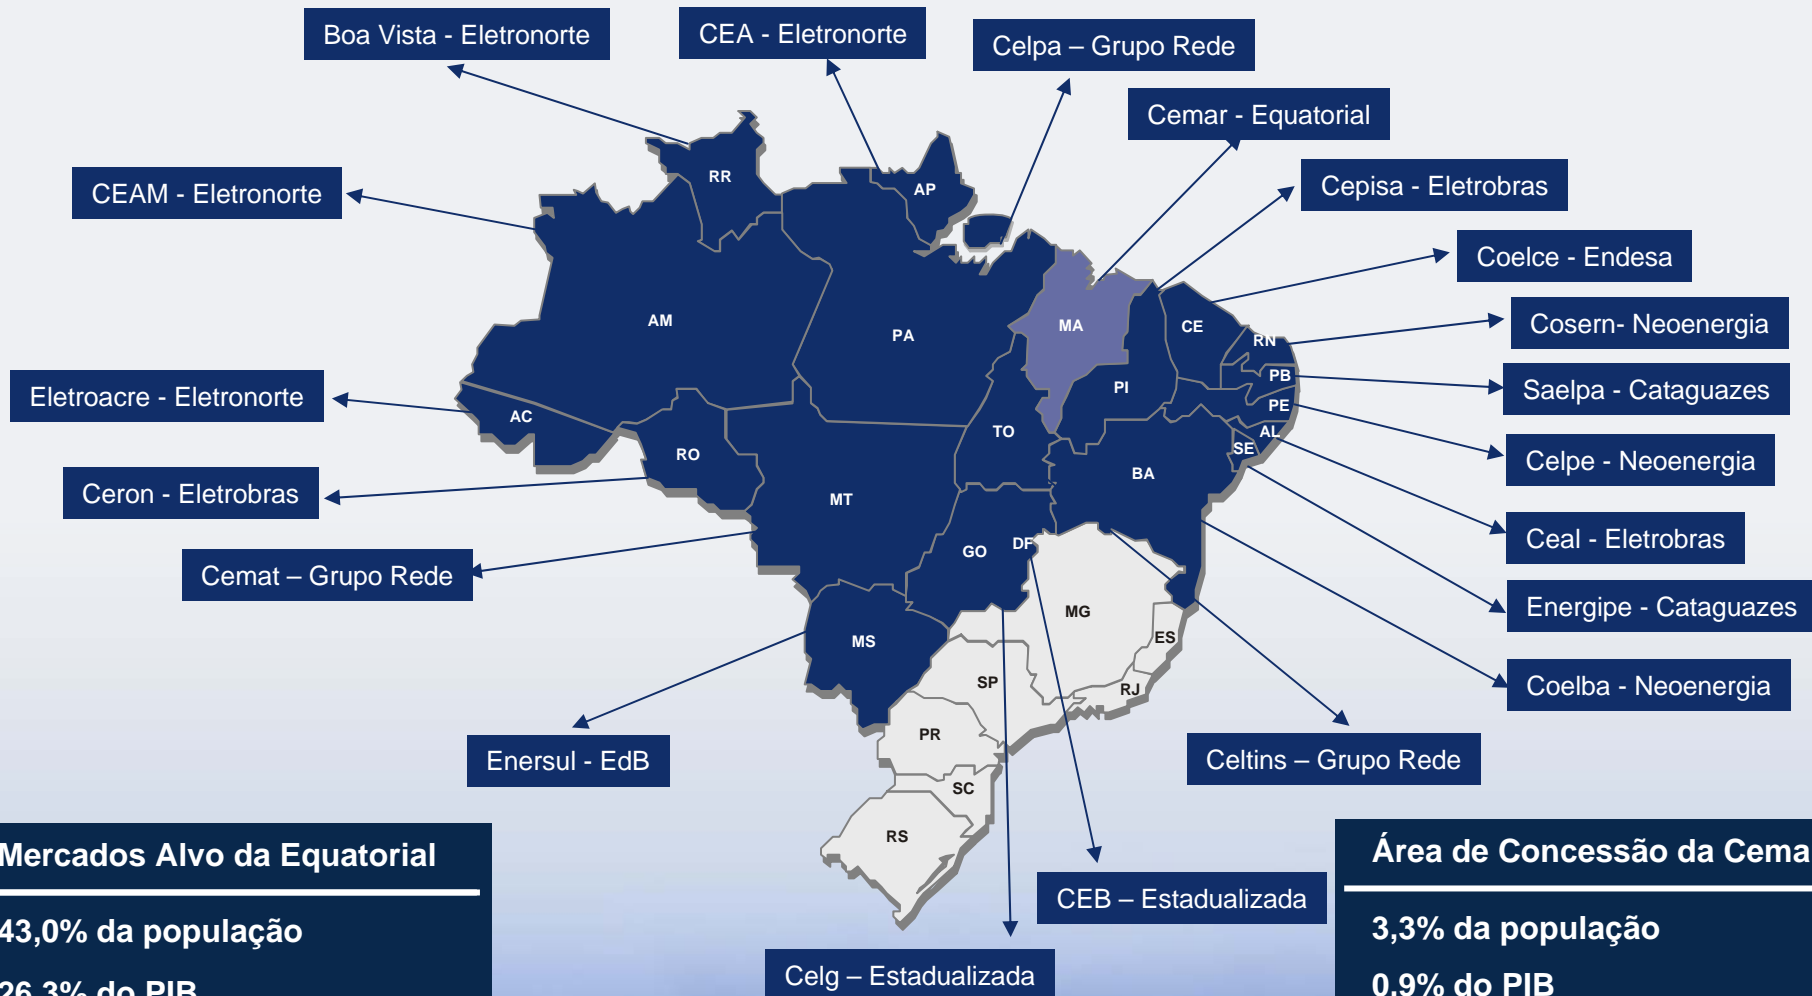 Boa Vista - Eletronorte
CEA - Eletronorte
Celpa – Grupo Rede
Cemar - Equatorial
CEAM - Eletronorte
Cepisa - Eletrobras
Coelce - Endesa
Cosern- Neoenergia
Saelpa - Cataguazes
Eletroacre - Eletronorte
Celpe - Neoenergia
Ceron - Eletrobras
Ceal - Eletrobras
Cemat – Grupo Rede
Energipe - Cataguazes
Coelba - Neoenergia
Enersul - EdB
Celtins – Grupo Rede
CEB – Estadualizada
Celg – Estadualizada
RR
AP
AM
PA
MA
CE
RN
PB
PI
PE
AC
TO
AL
SE
RO
BA
MT
GO
DF
MG
MS
ES
SP
RJ
PR
SC
RS
Mercados Alvo da Equatorial
43,0% da população
26,3% do PIB
Área de Concessão da Cema
3,3% da população
0,9% do PIB